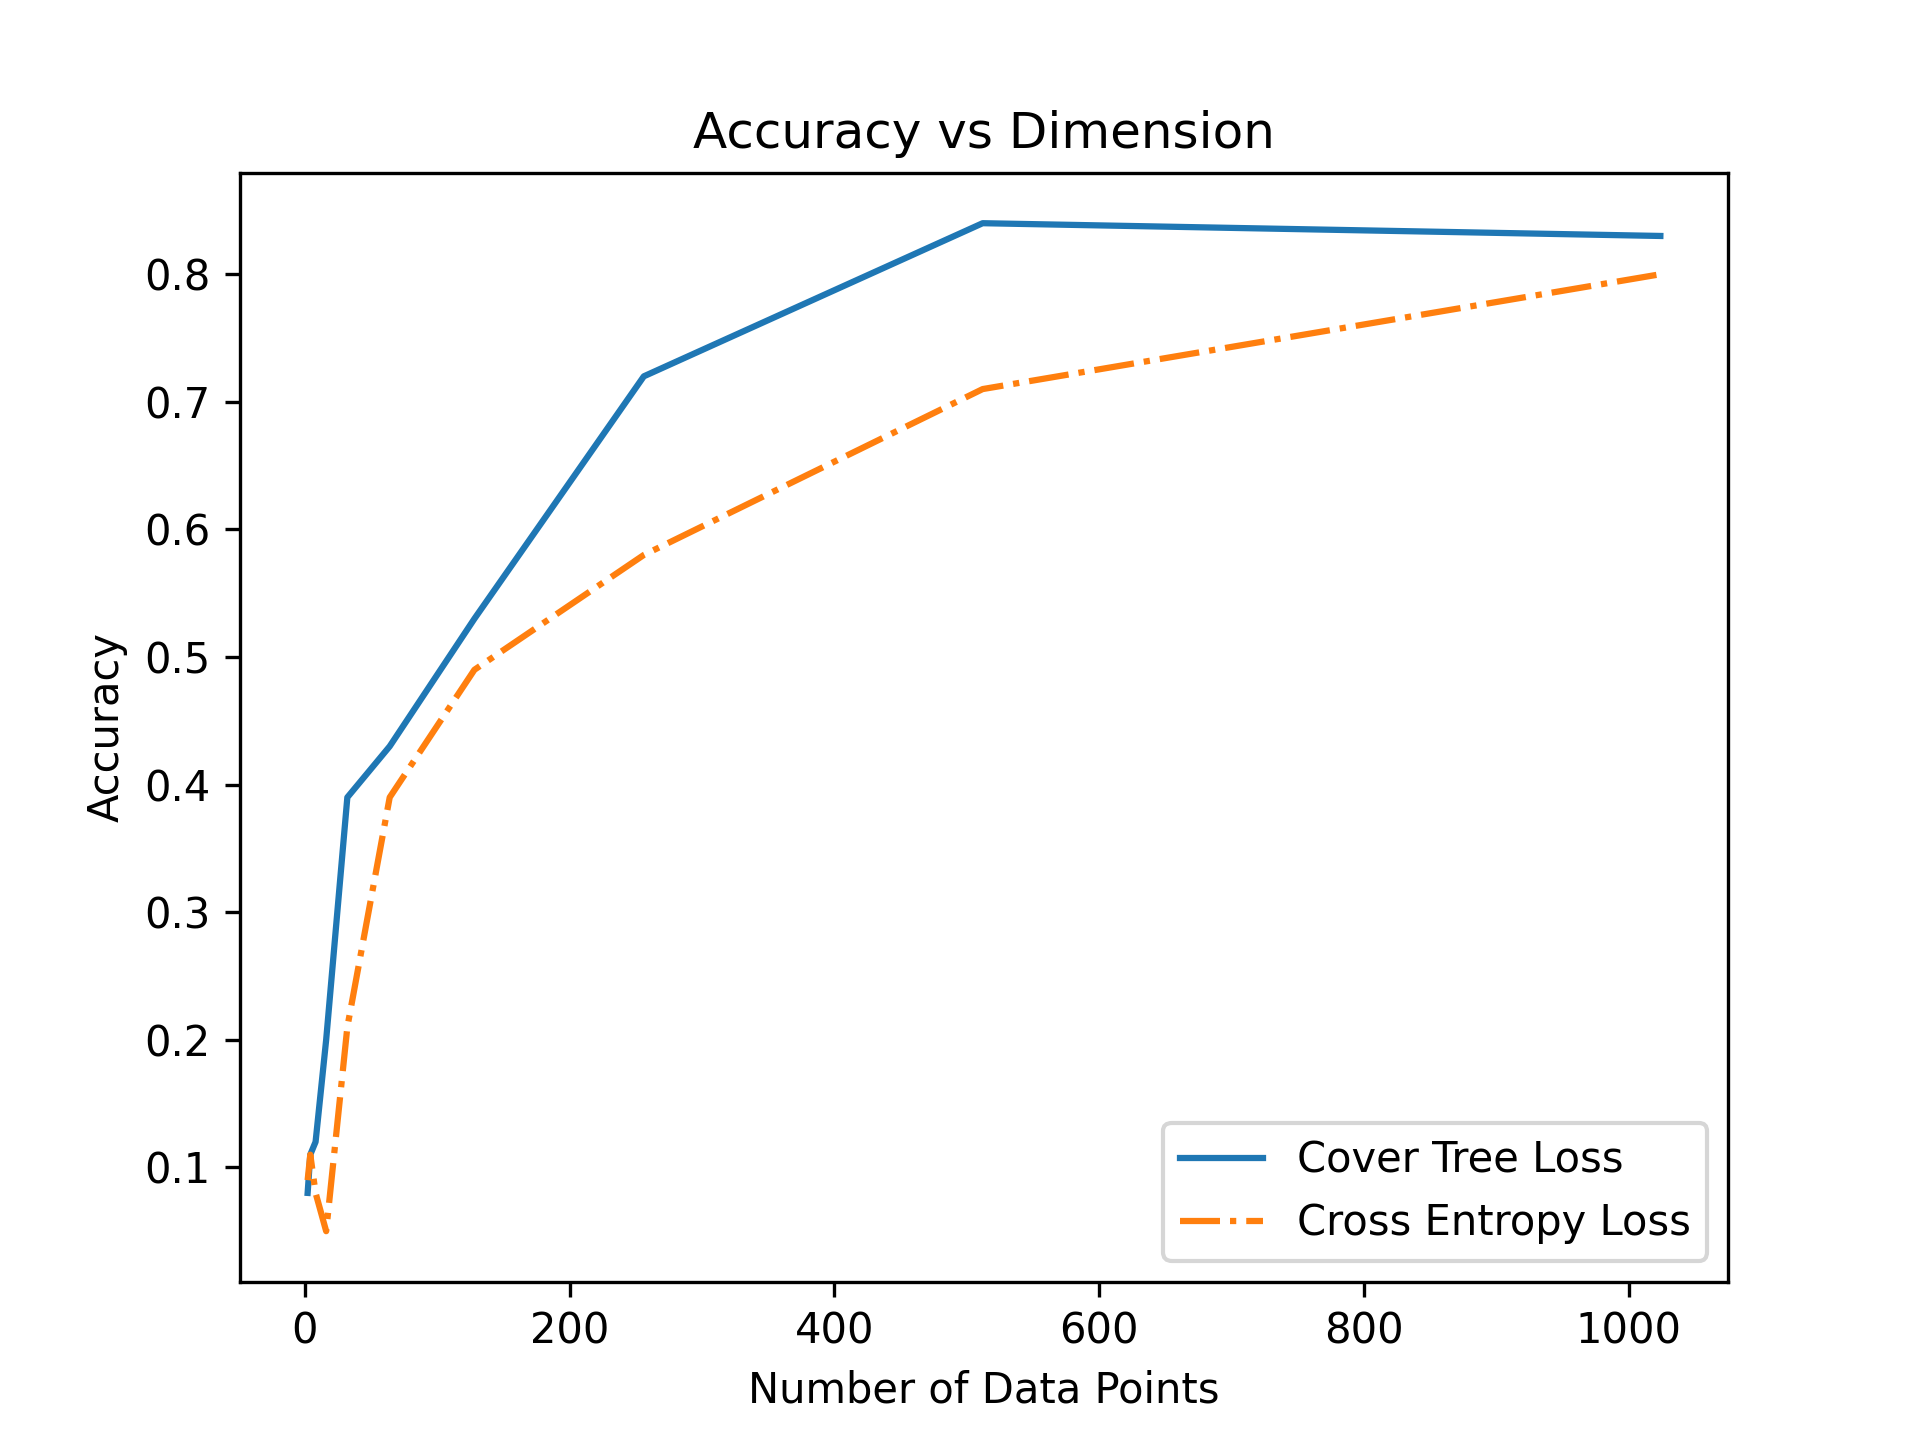 Accuracy vs Dimension
0.8
0.7
0.6
0.5
0.4
0.3
0.2
0.1
Accuracy
Cover Tree Loss
Cross Entropy Loss
0 200 400 600 800 1000
Number of Data Points